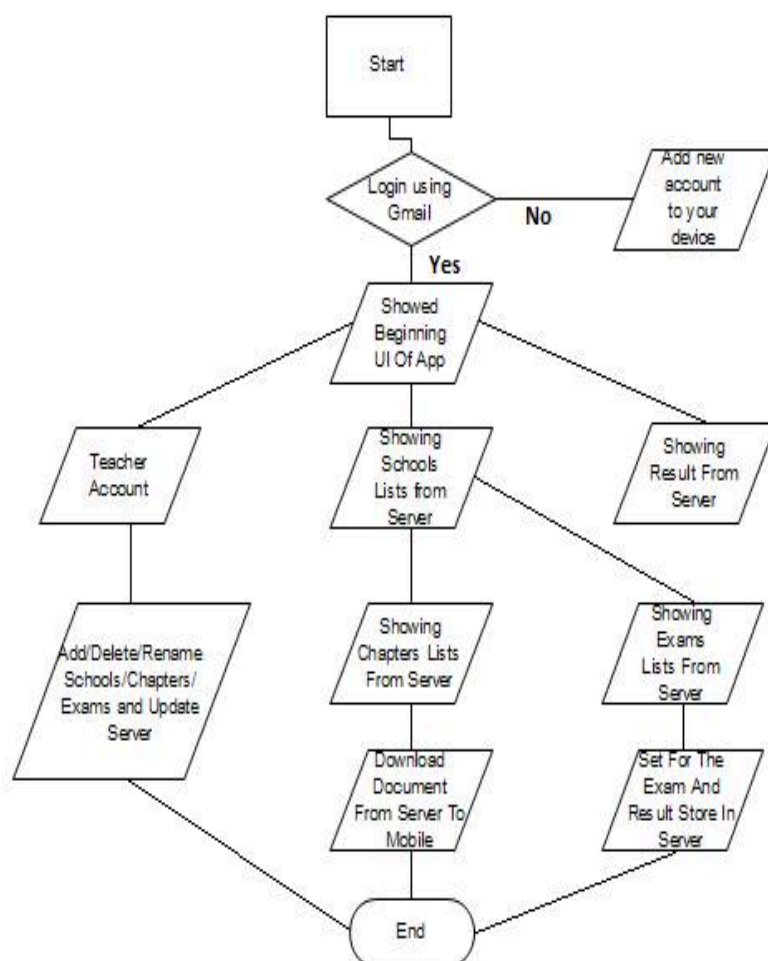 Start
Login using
Gmail
No
Add new
account
to your
device
Yes
Showed
Beginning
UI Of App
Teacher
Account
Showing
Schools
Lists from
Server
Showing
Result From
Server
Add/Delete/Rename
Schools/Chapters/
Exams and Update
Server
Showing
Chapters Lists
From Server
Showing
Exams
Lists From
Server
Download
Document
From Server To
Mobile
Set For The
Exam And
Result Store In
Server
End